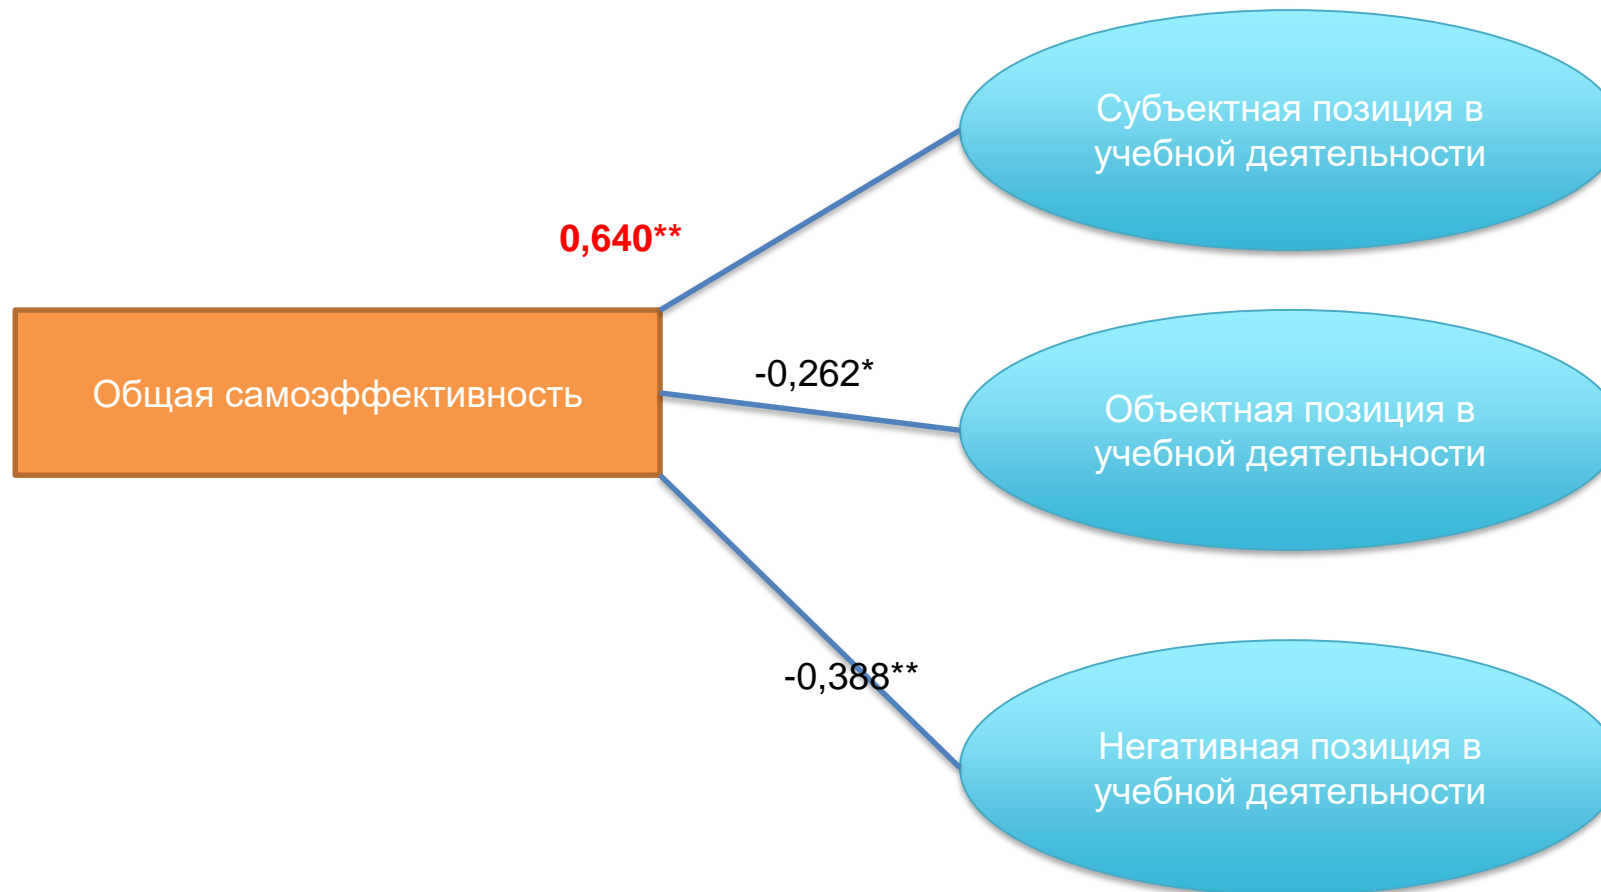 Субъектная позиция в
учебной деятельности
0,640**
-0,262*
Общая самоэффективность
Объектная позиция в
учебной деятельности
-0,388**
Негативная позиция в
учебной деятельности